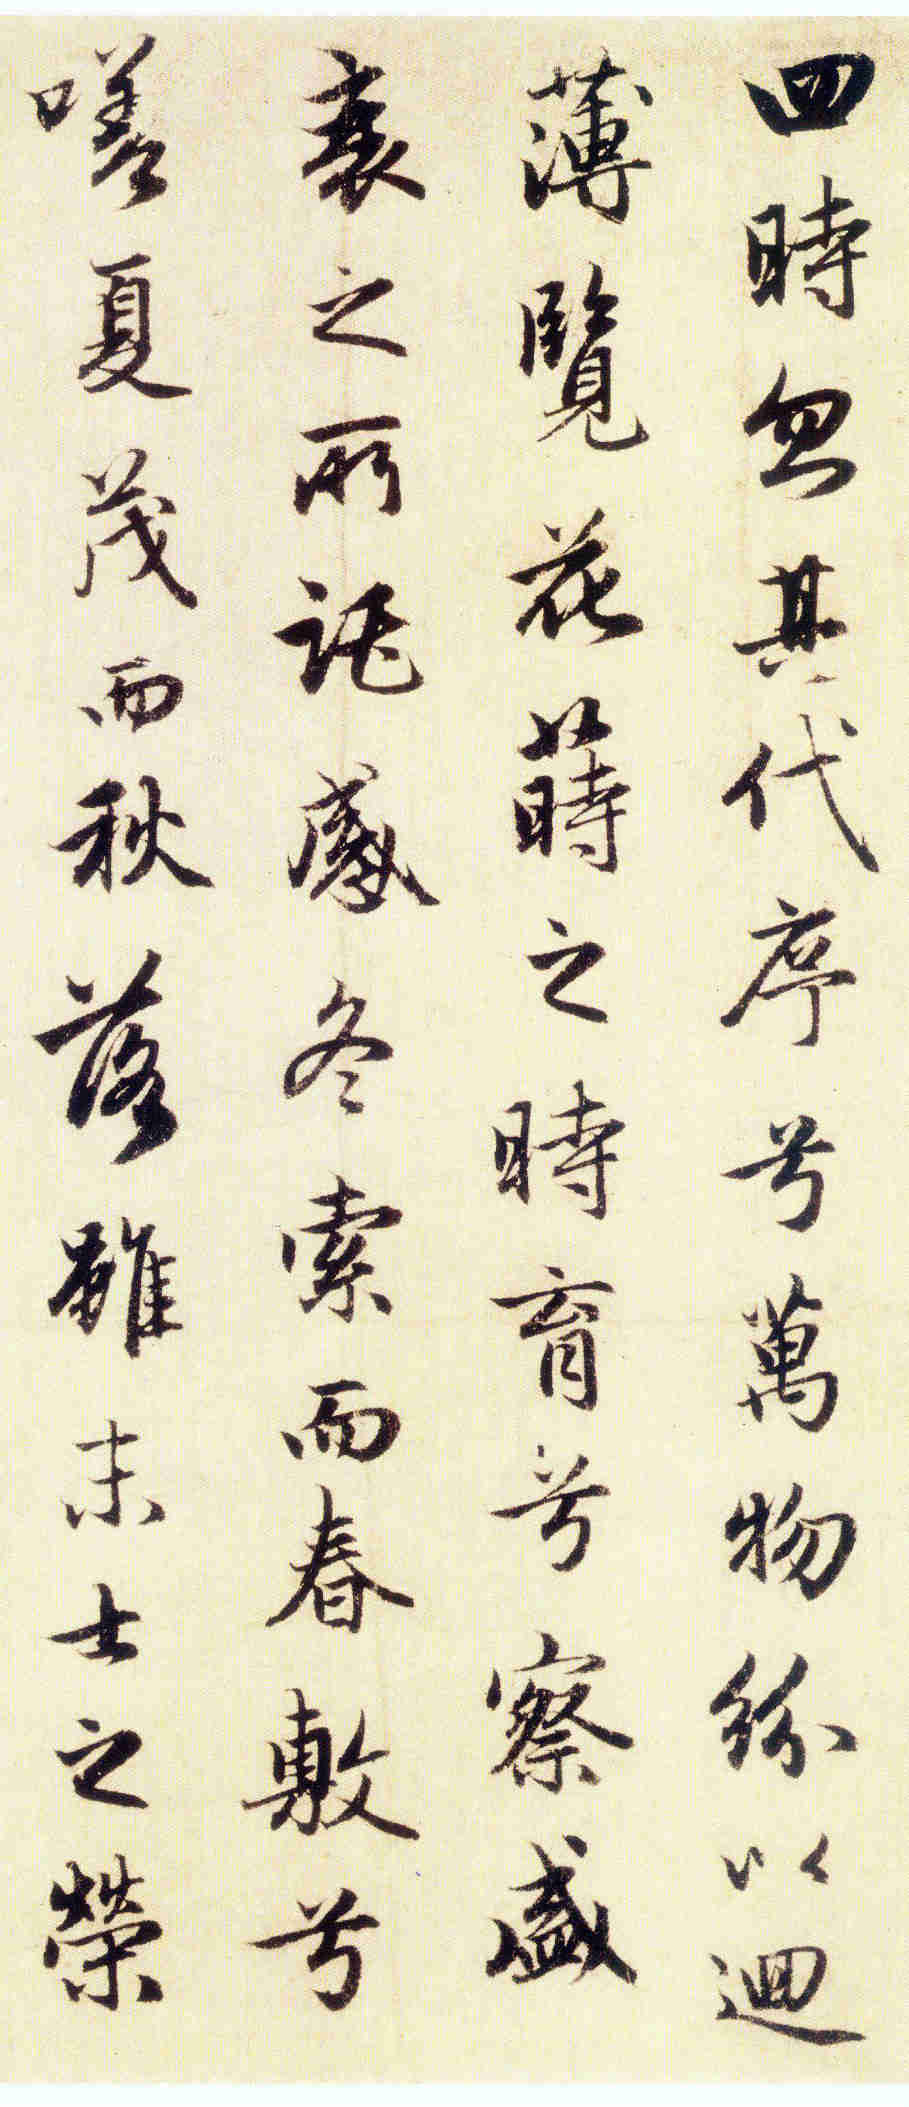 四時忽其代序兮萬物紛以迴
薄覽花蒔之時育兮察盛
衰之所託感冬索而春敷兮
嗟夏茂而秋落雖末士之榮